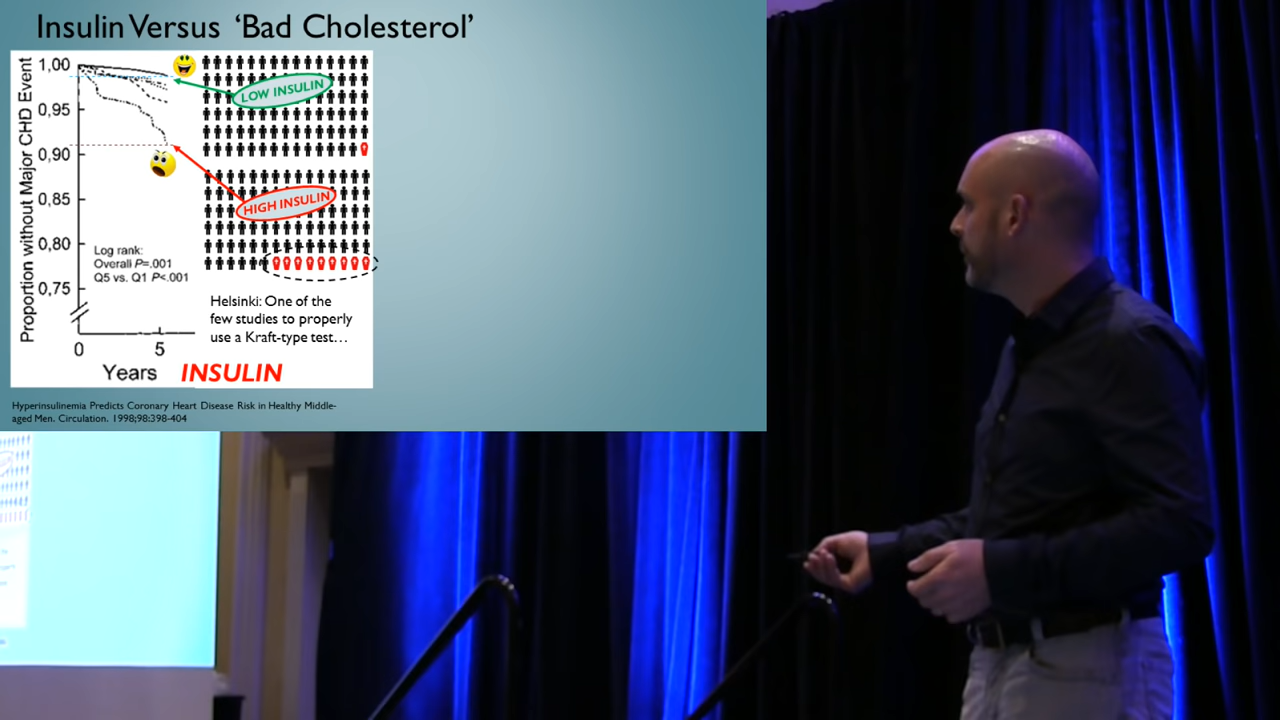 Insulin Versus ‘Bad Cholesterol’
Proportion without Major CHD Event
1,00
0,95
0,90
0,85
0,80
0,75
LOW INSULIN
HIGH INSULIN
Log rank:
Overall P=.001
Q5 vs. Q1 P<.001
Helsinki: One of the
few studies to properly
use a Kraft-type test…
0
5
Years
INSULIN
Hyperinsulinemia Predicts Coronary Heart Disease Risk in Healthy Middle-
aged Men. Circulation. 1998;98:398-404